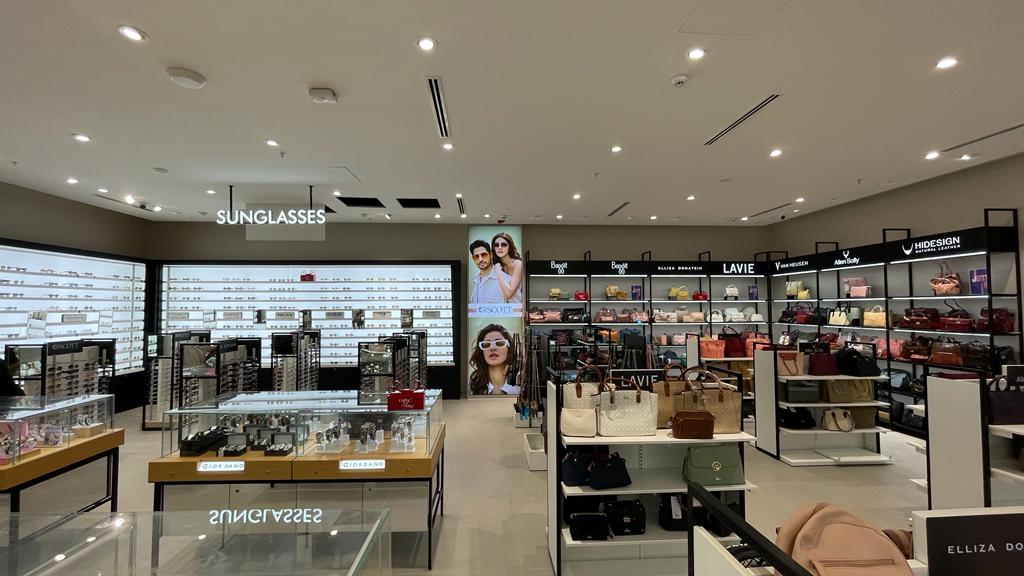 SUNGLASSES
SCOTT
Baggit
Baggit
ELLIZA DONATEIN
LAVIE
VAN HEUSEN
Allen Solly
HIDESIGN
NATURAL LEATHER
LAVIE
GIORDANO
GIORDANO
SUNGLASSES
ELLIZA DO